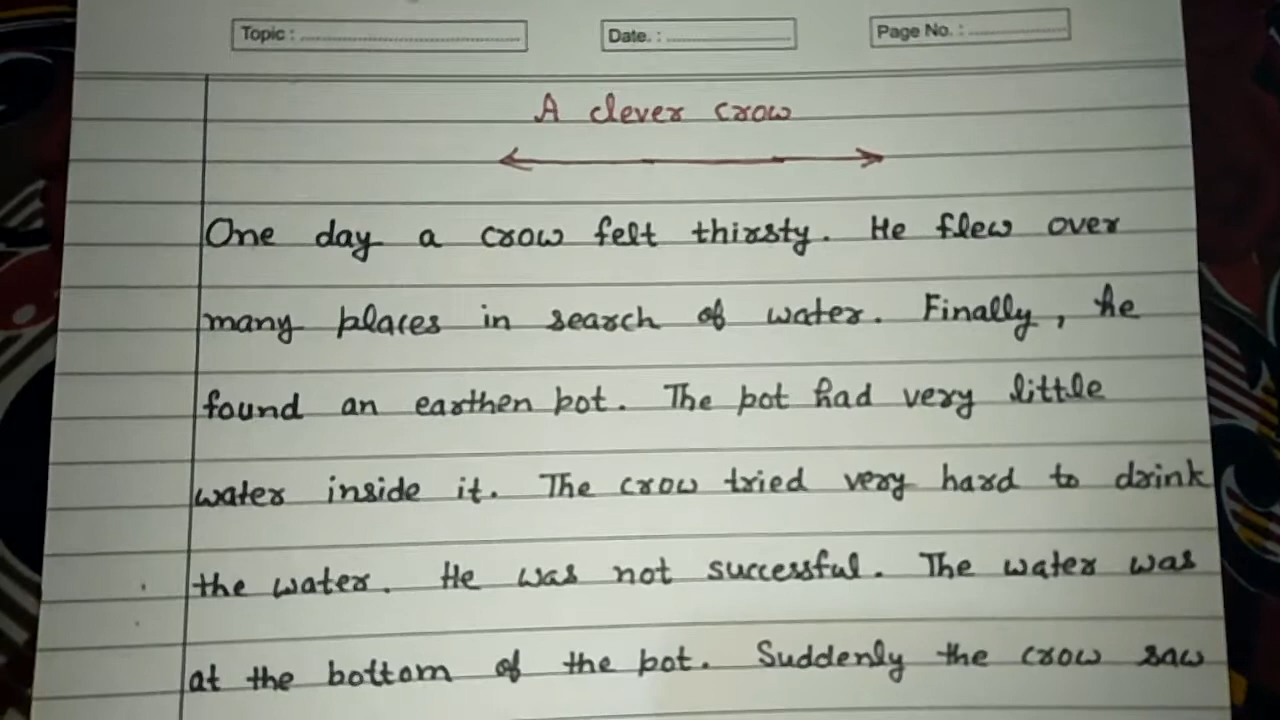 Topic : ........................ Date. : ........................ Page No. : ........................
A clever crow
One day a crow felt thirsty. He flew over
many places in search of water. Finally, he
found an earthen pot. The pot had very little
water inside it. The crow tried very hard to drink
the water. He was not successful. The water was
at the bottom of the pot. Suddenly the crow saw